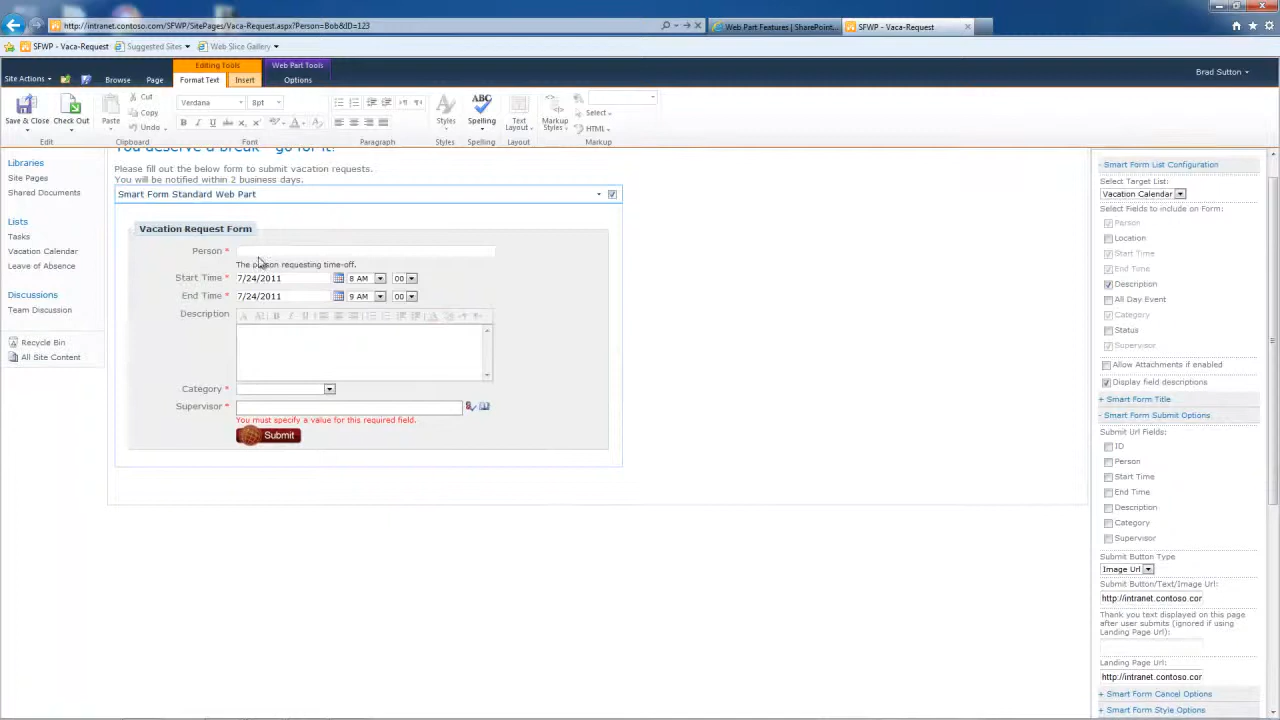 http://intranet.contoso.com/SFWP/SitePages/Vaca-Request.aspx?Person=Bob&ID=123
Web Part Features | SharePoint...
SFWP - Vaca-Request
SFWP - Vaca-Request
Suggested Sites
Web Slice Gallery
Editing Tools
Web Part Tools
Site Actions
Browse
Page
Format Text
Insert
Options
Brad Sutton
Save & Close
Check Out
Paste
Cut
Copy
Undo
Verdana
8pt
Styles
Spelling
Text Layout
Markup Styles
Select
HTML
Edit
Clipboard
Font
Paragraph
Styles
Spelling
Layout
Markup
Libraries
Site Pages
Shared Documents
Lists
Tasks
Vacation Calendar
Leave of Absence
Discussions
Team Discussion
Recycle Bin
All Site Content
You deserve a break - go for it!
Please fill out the below form to submit vacation requests.
You will be notified within 2 business days.
Smart Form Standard Web Part
Vacation Request Form
Person *
The person requesting time-off.
Start Time * 7/24/2011 8 AM 00
End Time * 7/24/2011 9 AM 00
Description
Category *
Supervisor *
You must specify a value for this required field.
Submit
- Smart Form List Configuration
Select Target List:
Vacation Calendar
Select Fields to include on Form:
Person
Location
Start Time
End Time
Description
All Day Event
Category
Status
Supervisor
Allow Attachments if enabled
Display field descriptions
+ Smart Form Title
- Smart Form Submit Options
Submit Url Fields:
ID
Person
Start Time
End Time
Description
Category
Supervisor
Submit Button Type
Image Url
Submit Button/Text/Image Url:
http://intranet.contoso.cor
Thank you text displayed on this page
after user submits (ignored if using
Landing Page Url):
Landing Page Url:
http://intranet.contoso.cor
+ Smart Form Cancel Options
+ Smart Form Style Options